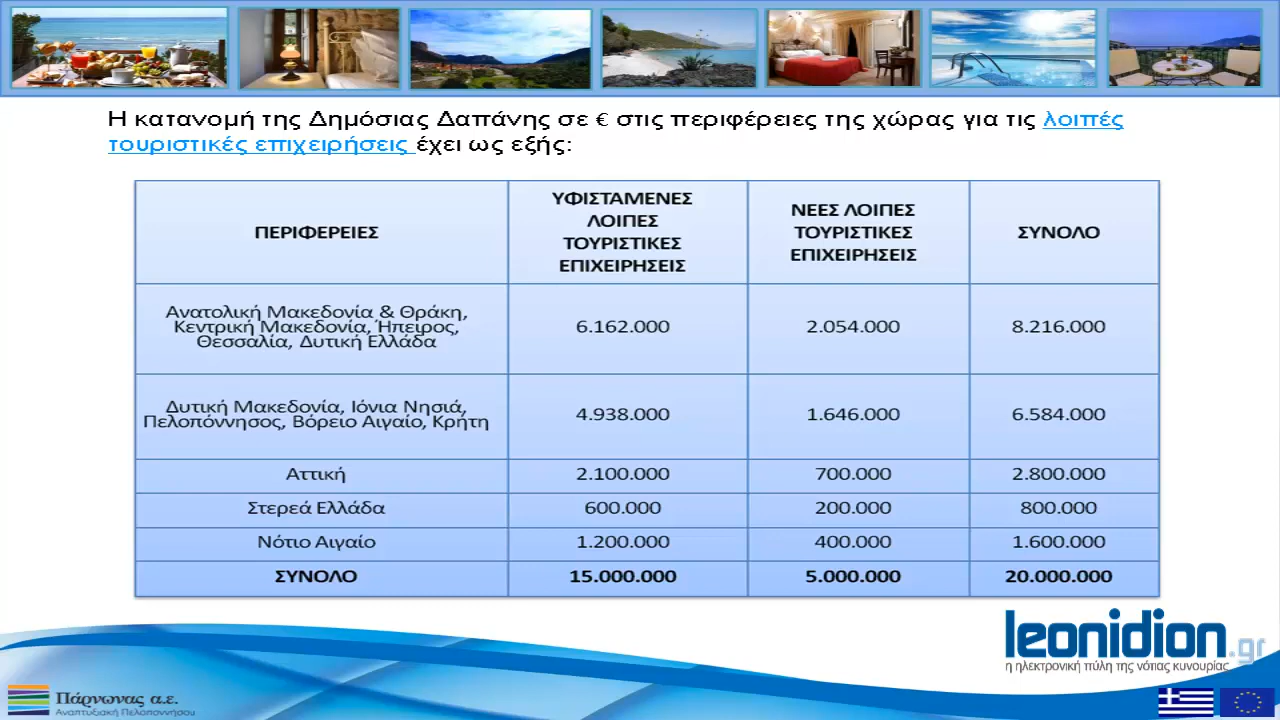 Η κατανομή της Δημόσιας Δαπάνης σε € στις περιφέρειες της χώρας για τις λοιπές
τουριστικές επιχειρήσεις έχει ως εξής:
ΠΕΡΙΦΕΡΕΙΕΣ
ΥΦΙΣΤΑΜΕΝΕΣ
ΛΟΙΠΕΣ
ΤΟΥΡΙΣΤΙΚΕΣ
ΕΠΙΧΕΙΡΗΣΕΙΣ
ΝΕΕΣ ΛΟΙΠΕΣ
ΤΟΥΡΙΣΤΙΚΕΣ
ΕΠΙΧΕΙΡΗΣΕΙΣ
ΣΥΝΟΛΟ
Ανατολική Μακεδονία & Θράκη,
Κεντρική Μακεδονία, Ήπειρος,
Θεσσαλία, Δυτική Ελλάδα
6.162.000
2.054.000
8.216.000
Δυτική Μακεδονία, Ιόνια Νησιά,
Πελοπόννησος, Βόρειο Αιγαίο, Κρήτη
4.938.000
1.646.000
6.584.000
Αττική
2.100.000
700.000
2.800.000
Στερεά Ελλάδα
600.000
200.000
800.000
Νότιο Αιγαίο
1.200.000
400.000
1.600.000
ΣΥΝΟΛΟ
15.000.000
5.000.000
20.000.000
leonidion.gr
η ηλεκτρονική πύλη της νότιας κυνουρίας
Πάρνωνας α.ε.
Αναπτυξιακή Πελοποννήσου